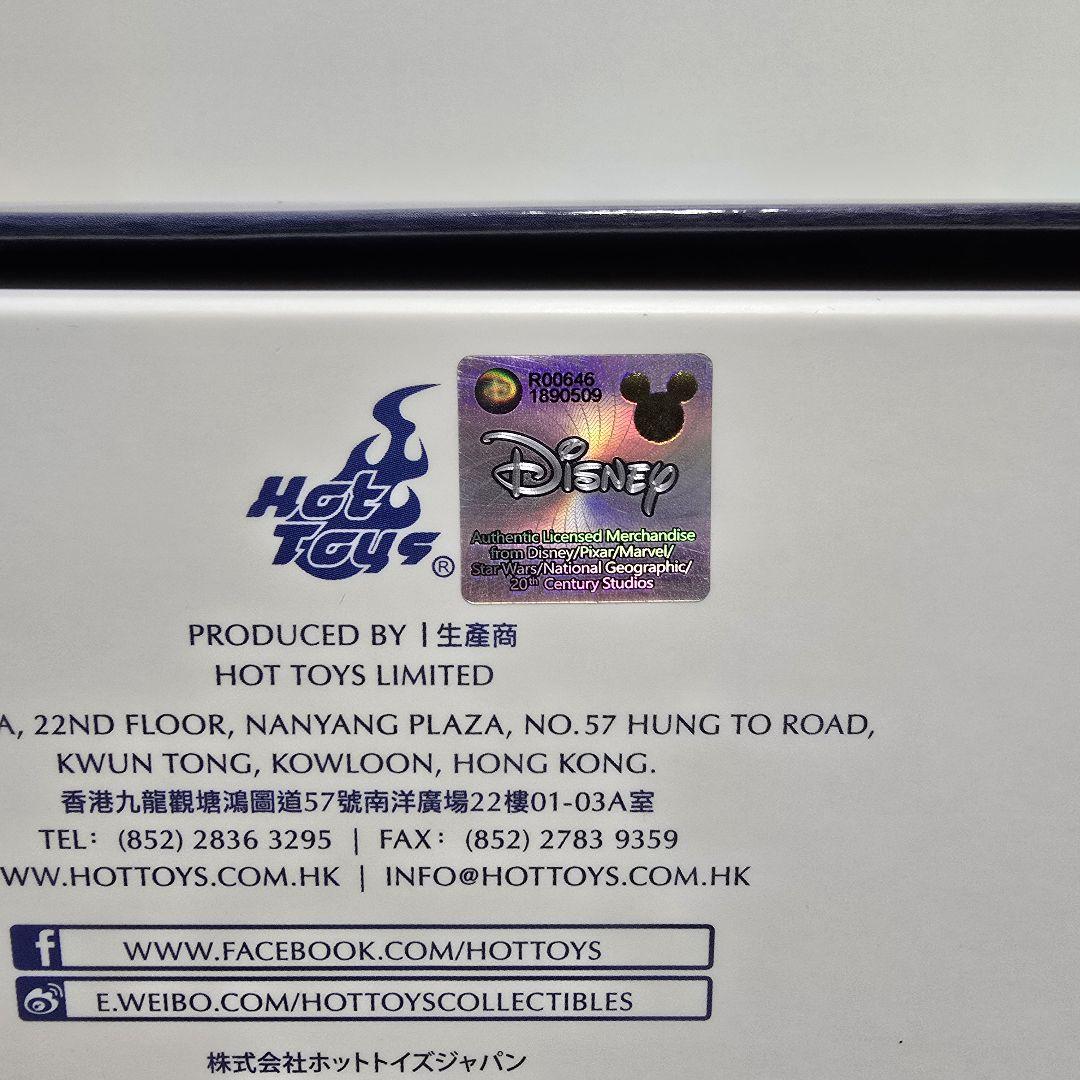 Hot
Toys®
R00646
1890509
Disney
Authentic Licensed Merchandise
from Disney/Pixar/Marvel/
Star Wars/National Geographic/
20th Century Studios
PRODUCED BY | 生產商
HOT TOYS LIMITED
A, 22ND FLOOR, NANYANG PLAZA, NO.57 HUNG TO ROAD,
KWUN TONG, KOWLOON, HONG KONG.
香港九龍觀塘鴻圖道57號南洋廣場22樓01-03A室
TEL: (852) 2836 3295 | FAX: (852) 2783 9359
WW.HOTTOYS.COM.HK | INFO@HOTTOYS.COM.HK
f WWW.FACEBOOK.COM/HOTTOYS
E.WEIBO.COM/HOTTOYSCOLLECTIBLES
株式会社ホットトイズジャパン